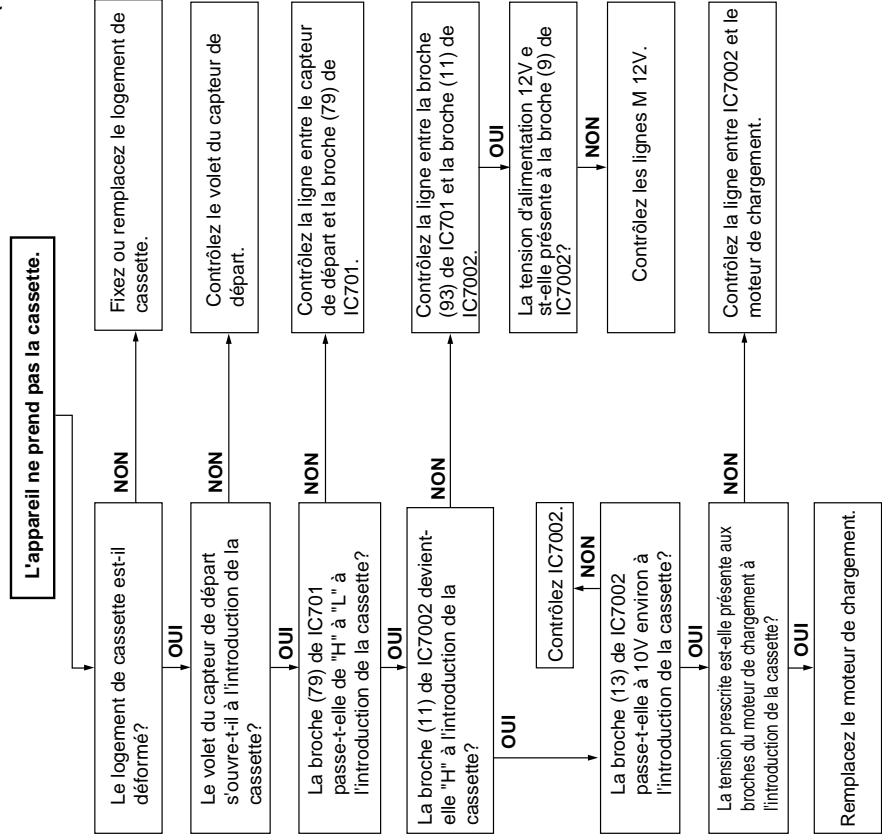 L'appareil ne prend pas la cassette.
Le logement de cassette est-il
déformé?
NON
Fixez ou remplacez le logement de
cassette.
OUI
Le volet du capteur de départ
s'ouvre-t-il à l'introduction de la
cassette?
NON
Contrôlez le volet du capteur de
départ.
OUI
La broche (79) de IC701
passe-t-elle de "H" à "L" à
l'introduction de la cassette?
NON
Contrôlez la ligne entre le capteur
de départ et la broche (79) de
IC701.
OUI
La broche (11) de IC7002 devient-
elle "H" à l'introduction de la
cassette?
NON
Contrôlez la ligne entre la broche
(93) de IC701 et la broche (11) de
IC7002.
OUI
La tension d'alimentation 12V e
st-elle présente à la broche (9) de
IC7002?
NON
Contrôlez les lignes M 12V.
OUI
La broche (13) de IC7002
passe-t-elle à 10V environ à
l'introduction de la cassette?
NON
Contrôlez IC7002.
OUI
La tension prescrite est-elle présente aux
broches du moteur de chargement à
l'introduction de la cassette?
NON
Contrôlez la ligne entre IC7002 et le
moteur de chargement.
OUI
Remplacez le moteur de chargement.